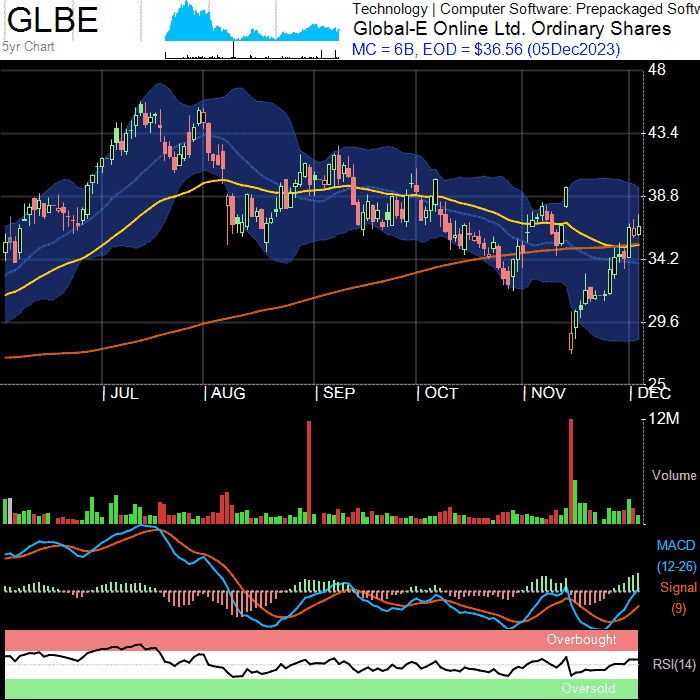 GLBE
5yr Chart
Technology | Computer Software: Prepackaged Softw
Global-E Online Ltd. Ordinary Shares
MC = 6B, EOD = $36.56 (05Dec2023)
48
43.4
38.8
34.2
29.6
25
JUL AUG SEP OCT NOV DEC
12M
Volume
MACD
(12-26)
Signal
(9)
Overbought
RSI(14)
Oversold